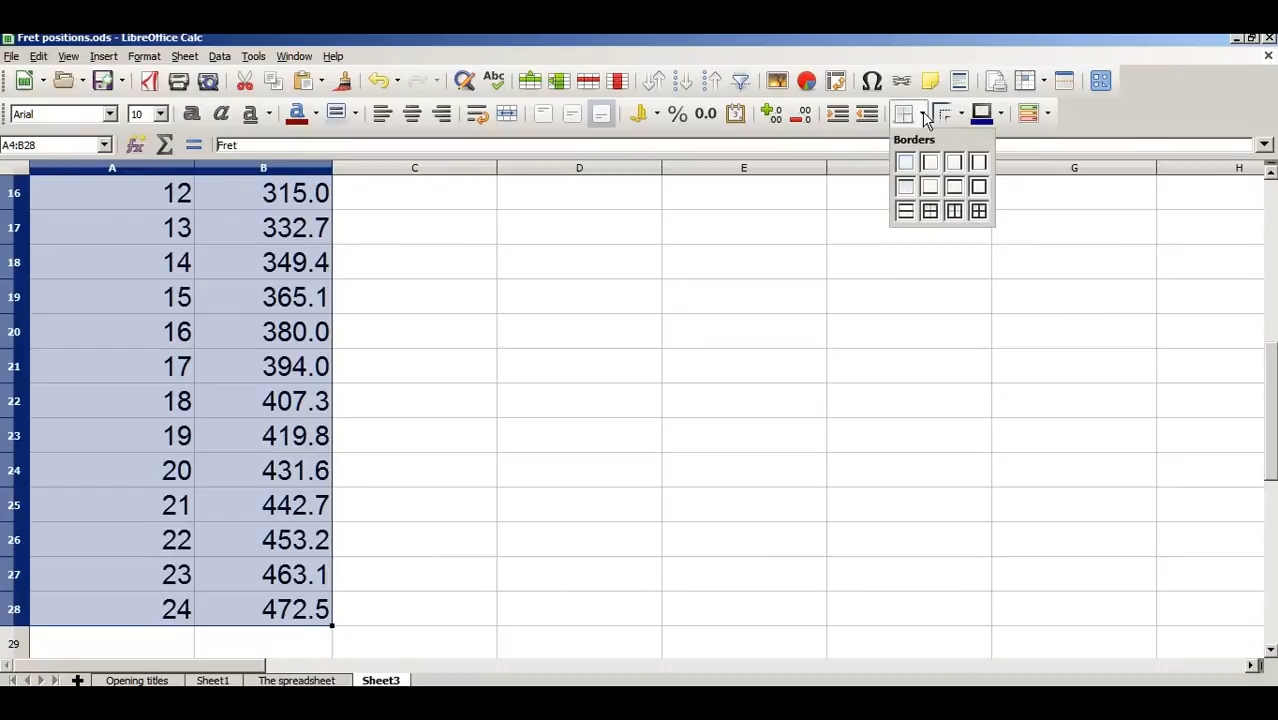 Fret positions.ods - LibreOffice Calc
File Edit View Insert Format Sheet Data Tools Window Help
Abc
Arial 10 a a a a % 0.0
A4:B28 Fret
Borders
A B C D E G H
16 12 315.0
17 13 332.7
18 14 349.4
19 15 365.1
20 16 380.0
21 17 394.0
22 18 407.3
23 19 419.8
24 20 431.6
25 21 442.7
26 22 453.2
27 23 463.1
28 24 472.5
29
Opening titles Sheet1 The spreadsheet Sheet3